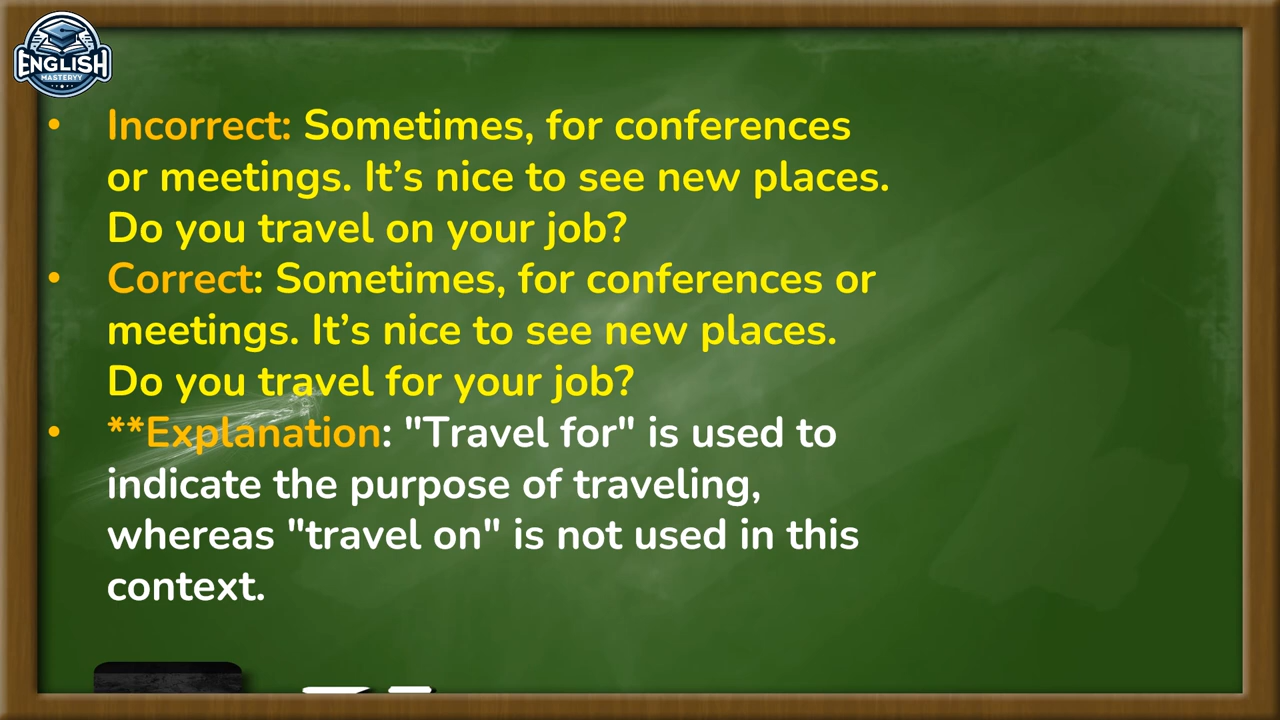 ENGLISH
MASTERYY
• Incorrect: Sometimes, for conferences
or meetings. It’s nice to see new places.
Do you travel on your job?
• Correct: Sometimes, for conferences or
meetings. It’s nice to see new places.
Do you travel for your job?
• **Explanation: "Travel for" is used to
indicate the purpose of traveling,
whereas "travel on" is not used in this
context.